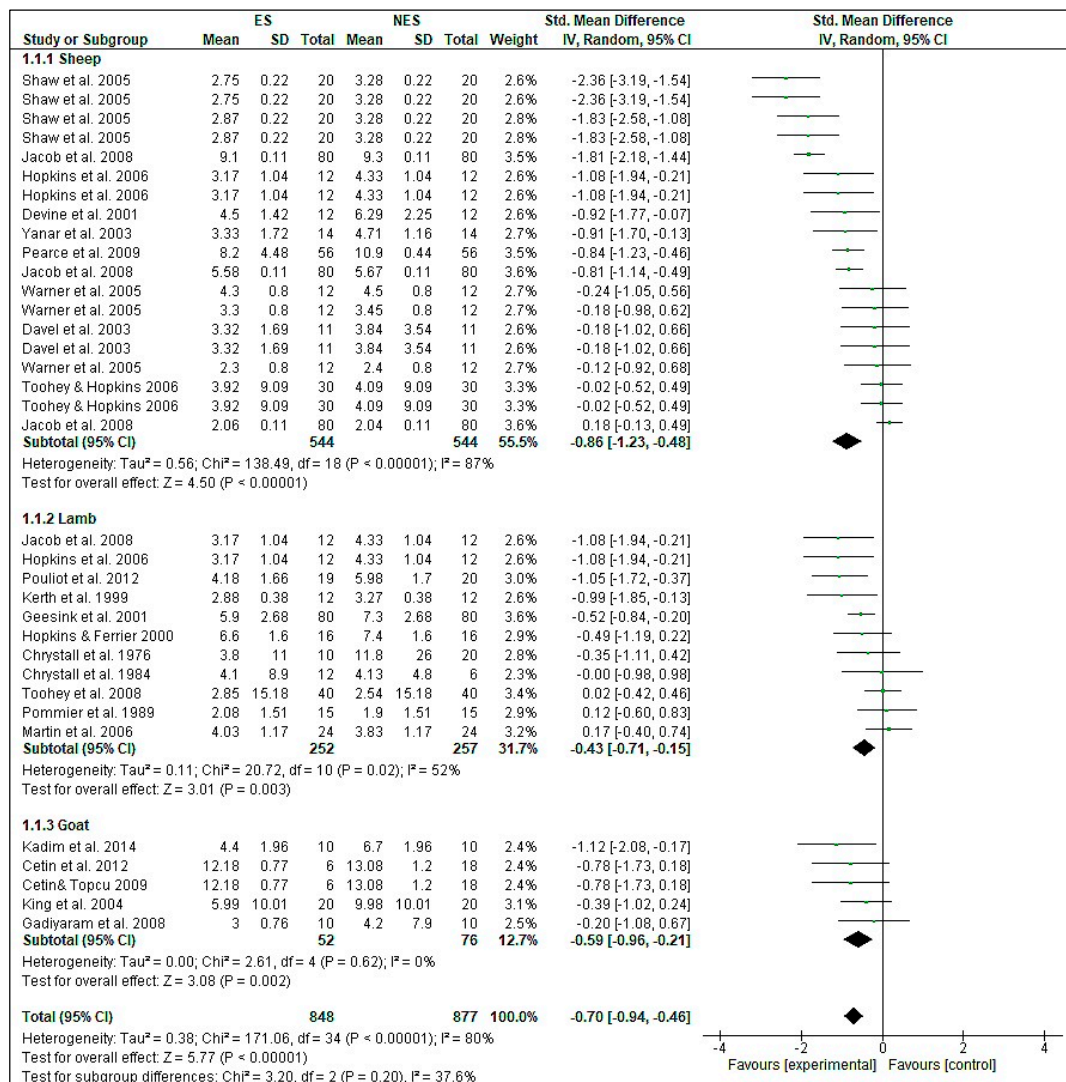 ES NES Std. Mean Difference Std. Mean Difference
Study or Subgroup Mean SD Total Mean SD Total Weight IV, Random, 95% CI IV, Random, 95% CI
1.1.1 Sheep
Shaw et al. 2005 2.75 0.22 20 3.28 0.22 20 2.6% -2.36 [-3.19, -1.54]
Shaw et al. 2005 2.75 0.22 20 3.28 0.22 20 2.6% -2.36 [-3.19, -1.54]
Shaw et al. 2005 2.87 0.22 20 3.28 0.22 20 2.8% -1.83 [-2.58, -1.08]
Shaw et al. 2005 2.87 0.22 20 3.28 0.22 20 2.8% -1.83 [-2.58, -1.08]
Jacob et al. 2008 9.1 0.11 80 9.3 0.11 80 3.5% -1.81 [-2.18, -1.44]
Hopkins et al. 2006 3.17 1.04 12 4.33 1.04 12 2.6% -1.08 [-1.94, -0.21]
Hopkins et al. 2006 3.17 1.04 12 4.33 1.04 12 2.6% -1.08 [-1.94, -0.21]
Devine et al. 2001 4.5 1.42 12 6.29 2.25 12 2.6% -0.92 [-1.77, -0.07]
Yanar et al. 2003 3.33 1.72 14 4.71 1.16 14 2.7% -0.91 [-1.70, -0.13]
Pearce et al. 2009 8.2 4.48 56 10.9 0.44 56 3.5% -0.84 [-1.23, -0.46]
Jacob et al. 2008 5.58 0.11 80 5.67 0.11 80 3.6% -0.81 [-1.14, -0.49]
Warner et al. 2005 4.3 0.8 12 4.5 0.8 12 2.7% -0.24 [-1.05, 0.56]
Warner et al. 2005 3.3 0.8 12 3.45 0.8 12 2.7% -0.18 [-0.98, 0.62]
Davel et al. 2003 3.32 1.69 11 3.84 3.54 11 2.6% -0.18 [-1.02, 0.66]
Davel et al. 2003 3.32 1.69 11 3.84 3.54 11 2.6% -0.18 [-1.02, 0.66]
Warner et al. 2005 2.3 0.8 12 2.4 0.8 12 2.7% -0.12 [-0.92, 0.68]
Toohey & Hopkins 2006 3.92 9.09 30 4.09 9.09 30 3.3% -0.02 [-0.52, 0.49]
Toohey & Hopkins 2006 3.92 9.09 30 4.09 9.09 30 3.3% -0.02 [-0.52, 0.49]
Jacob et al. 2008 2.06 0.11 80 2.04 0.11 80 3.6% 0.18 [-0.13, 0.49]
Subtotal (95% CI) 544 544 55.5% -0.86 [-1.23, -0.48]
Heterogeneity: Tau² = 0.56; Chi² = 138.49, df = 18 (P < 0.00001); I² = 87%
Test for overall effect: Z = 4.50 (P < 0.00001)
1.1.2 Lamb
Jacob et al. 2008 3.17 1.04 12 4.33 1.04 12 2.6% -1.08 [-1.94, -0.21]
Hopkins et al. 2006 3.17 1.04 12 4.33 1.04 12 2.6% -1.08 [-1.94, -0.21]
Pouliot et al. 2012 4.18 1.66 19 5.98 1.7 20 3.0% -1.05 [-1.72, -0.37]
Kerth et al. 1999 2.88 0.38 12 3.27 0.38 12 2.6% -0.99 [-1.85, -0.13]
Geesink et al. 2001 5.9 2.68 80 7.3 2.68 80 3.6% -0.52 [-0.84, -0.20]
Hopkins & Ferrier 2000 6.6 1.6 16 7.4 1.6 16 2.9% -0.49 [-1.19, 0.22]
Chrystall et al. 1976 3.8 11 10 11.8 26 20 2.8% -0.35 [-1.11, 0.42]
Chrystall et al. 1984 4.1 8.9 12 4.13 4.8 6 2.3% -0.00 [-0.98, 0.98]
Toohey et al. 2008 2.85 15.18 40 2.54 15.18 40 3.4% 0.02 [-0.42, 0.46]
Pommier et al. 1989 2.08 1.51 15 1.9 1.51 15 2.9% 0.12 [-0.60, 0.83]
Martin et al. 2006 4.03 1.17 24 3.83 1.17 24 3.2% 0.17 [-0.40, 0.74]
Subtotal (95% CI) 252 257 31.7% -0.43 [-0.71, -0.15]
Heterogeneity: Tau² = 0.11; Chi² = 20.72, df = 10 (P = 0.02); I² = 52%
Test for overall effect: Z = 3.01 (P = 0.003)
1.1.3 Goat
Kadim et al. 2014 4.4 1.96 10 6.7 1.96 10 2.4% -1.12 [-2.08, -0.17]
Cetin et al. 2012 12.18 0.77 6 13.08 1.2 18 2.4% -0.78 [-1.73, 0.18]
Cetin& Topcu 2009 12.18 0.77 6 13.08 1.2 18 2.4% -0.78 [-1.73, 0.18]
King et al. 2004 5.99 10.01 20 9.98 10.01 20 3.1% -0.39 [-1.02, 0.24]
Gadiyaram et al. 2008 3 0.76 10 4.2 7.9 10 2.5% -0.20 [-1.08, 0.67]
Subtotal (95% CI) 52 76 12.7% -0.59 [-0.96, -0.21]
Heterogeneity: Tau² = 0.00; Chi² = 2.61, df = 4 (P = 0.62); I² = 0%
Test for overall effect: Z = 3.08 (P = 0.002)
Total (95% CI) 848 877 100.0% -0.70 [-0.94, -0.46]
Heterogeneity: Tau² = 0.38; Chi² = 171.06, df = 34 (P < 0.00001); I² = 80%
Test for overall effect: Z = 5.77 (P < 0.00001)
Test for subgroup differences: Chi² = 3.20, df = 2 (P = 0.20), I² = 37.6%
-4 -2 0 2 4
Favours [experimental] Favours [control]